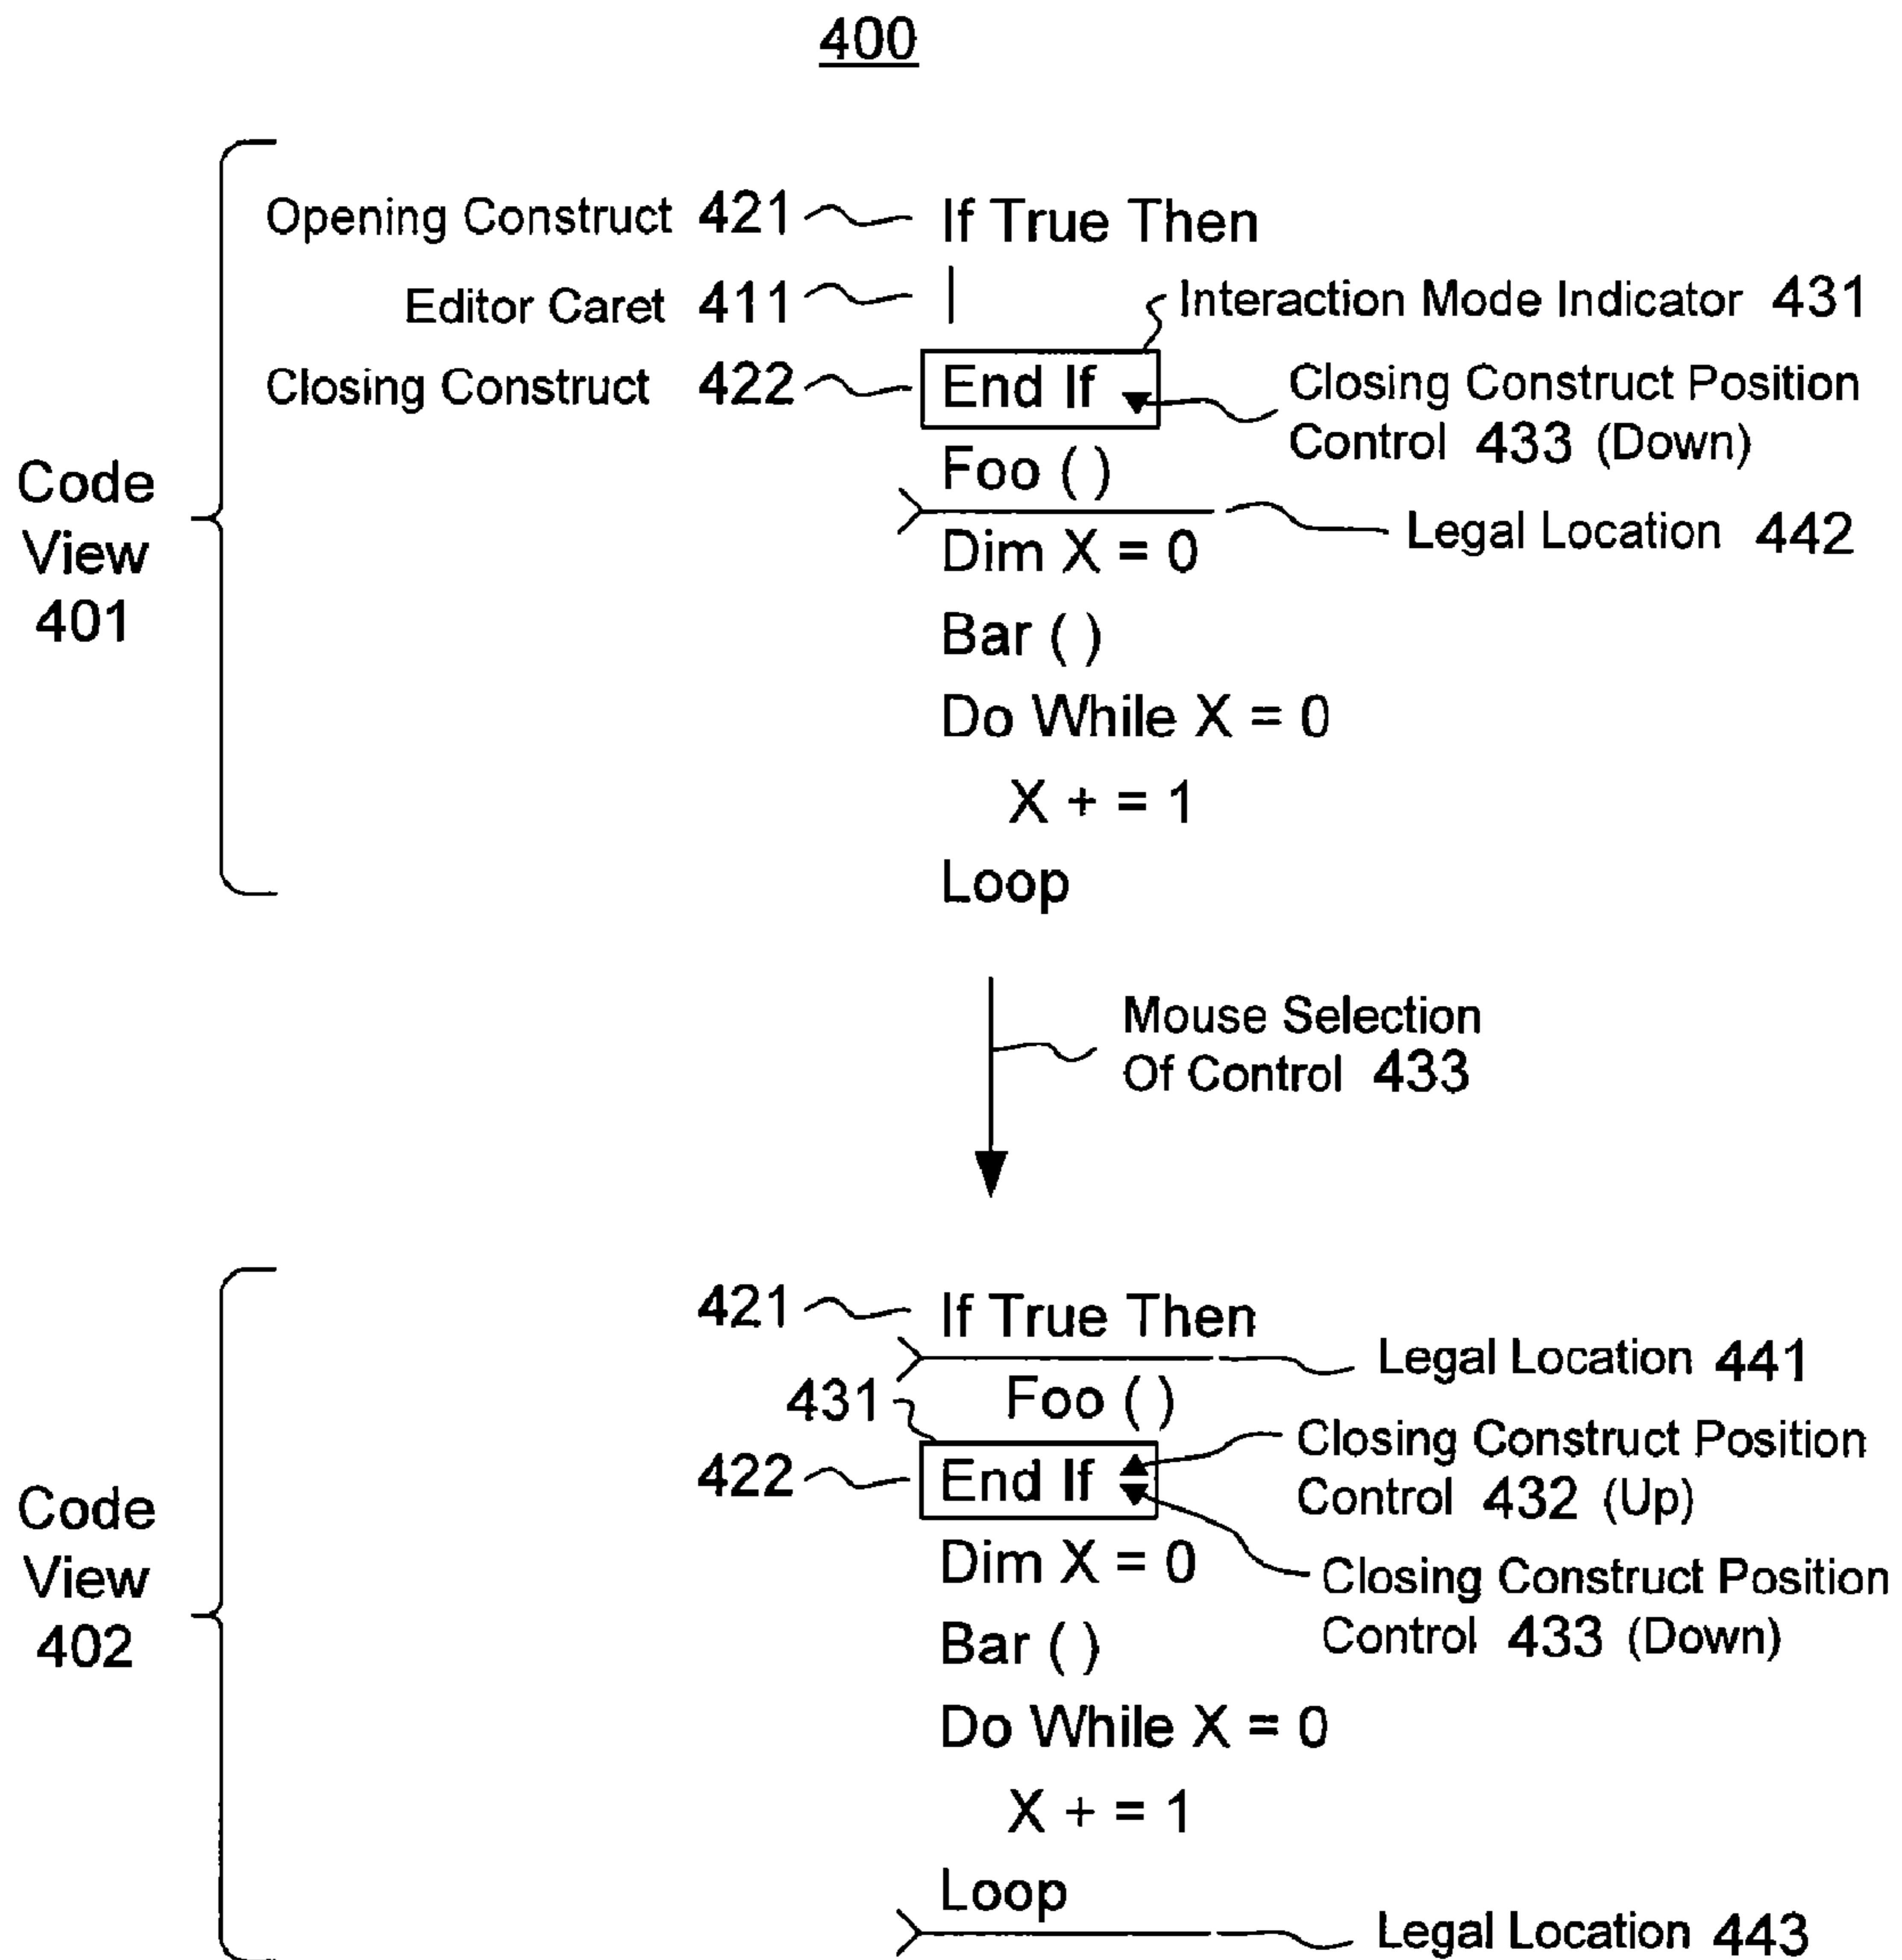 400
Opening Construct 421 If True Then
Editor Caret 411
Interaction Mode Indicator 431
Closing Construct 422 End If
Closing Construct Position
Control 433 (Down)
Foo ( )
Legal Location 442
Dim X = 0
Bar ( )
Do While X = 0
X + = 1
Loop
Code
View
401
Mouse Selection
Of Control 433
421 If True Then
Legal Location 441
Foo ( )
431
422 End If
Closing Construct Position
Control 432 (Up)
Closing Construct Position
Control 433 (Down)
Dim X = 0
Bar ( )
Do While X = 0
X + = 1
Loop
Legal Location 443
Code
View
402